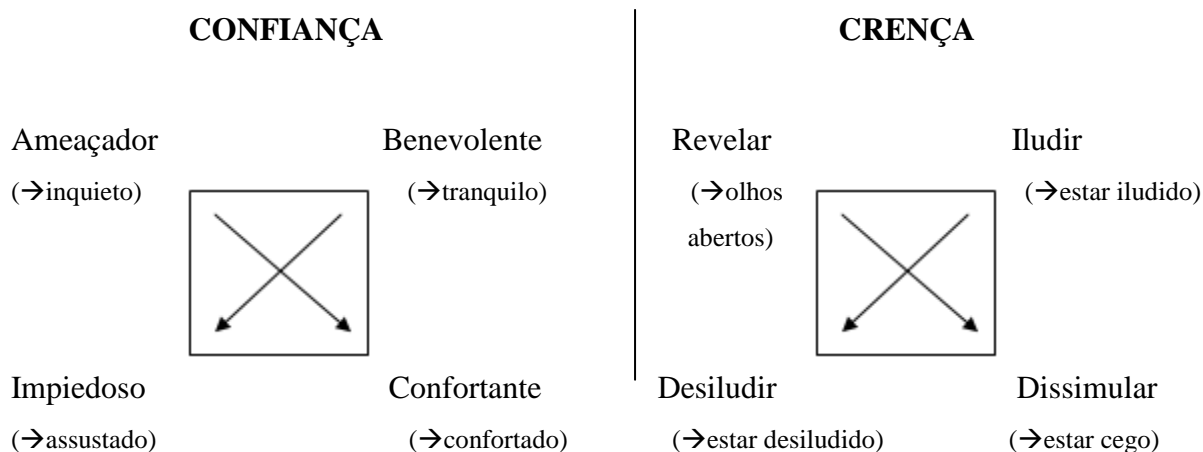 CONFIANÇA
CRENÇA
Ameaçador
Benevolente
Revelar
Iludir
(→inquieto)
(→tranquilo)
(→olhos
abertos)
(→estar iludido)
Impiedoso
Confortante
Desiludir
Dissimular
(→assustado)
(→confortado)
(→estar desiludido)
(→estar cego)